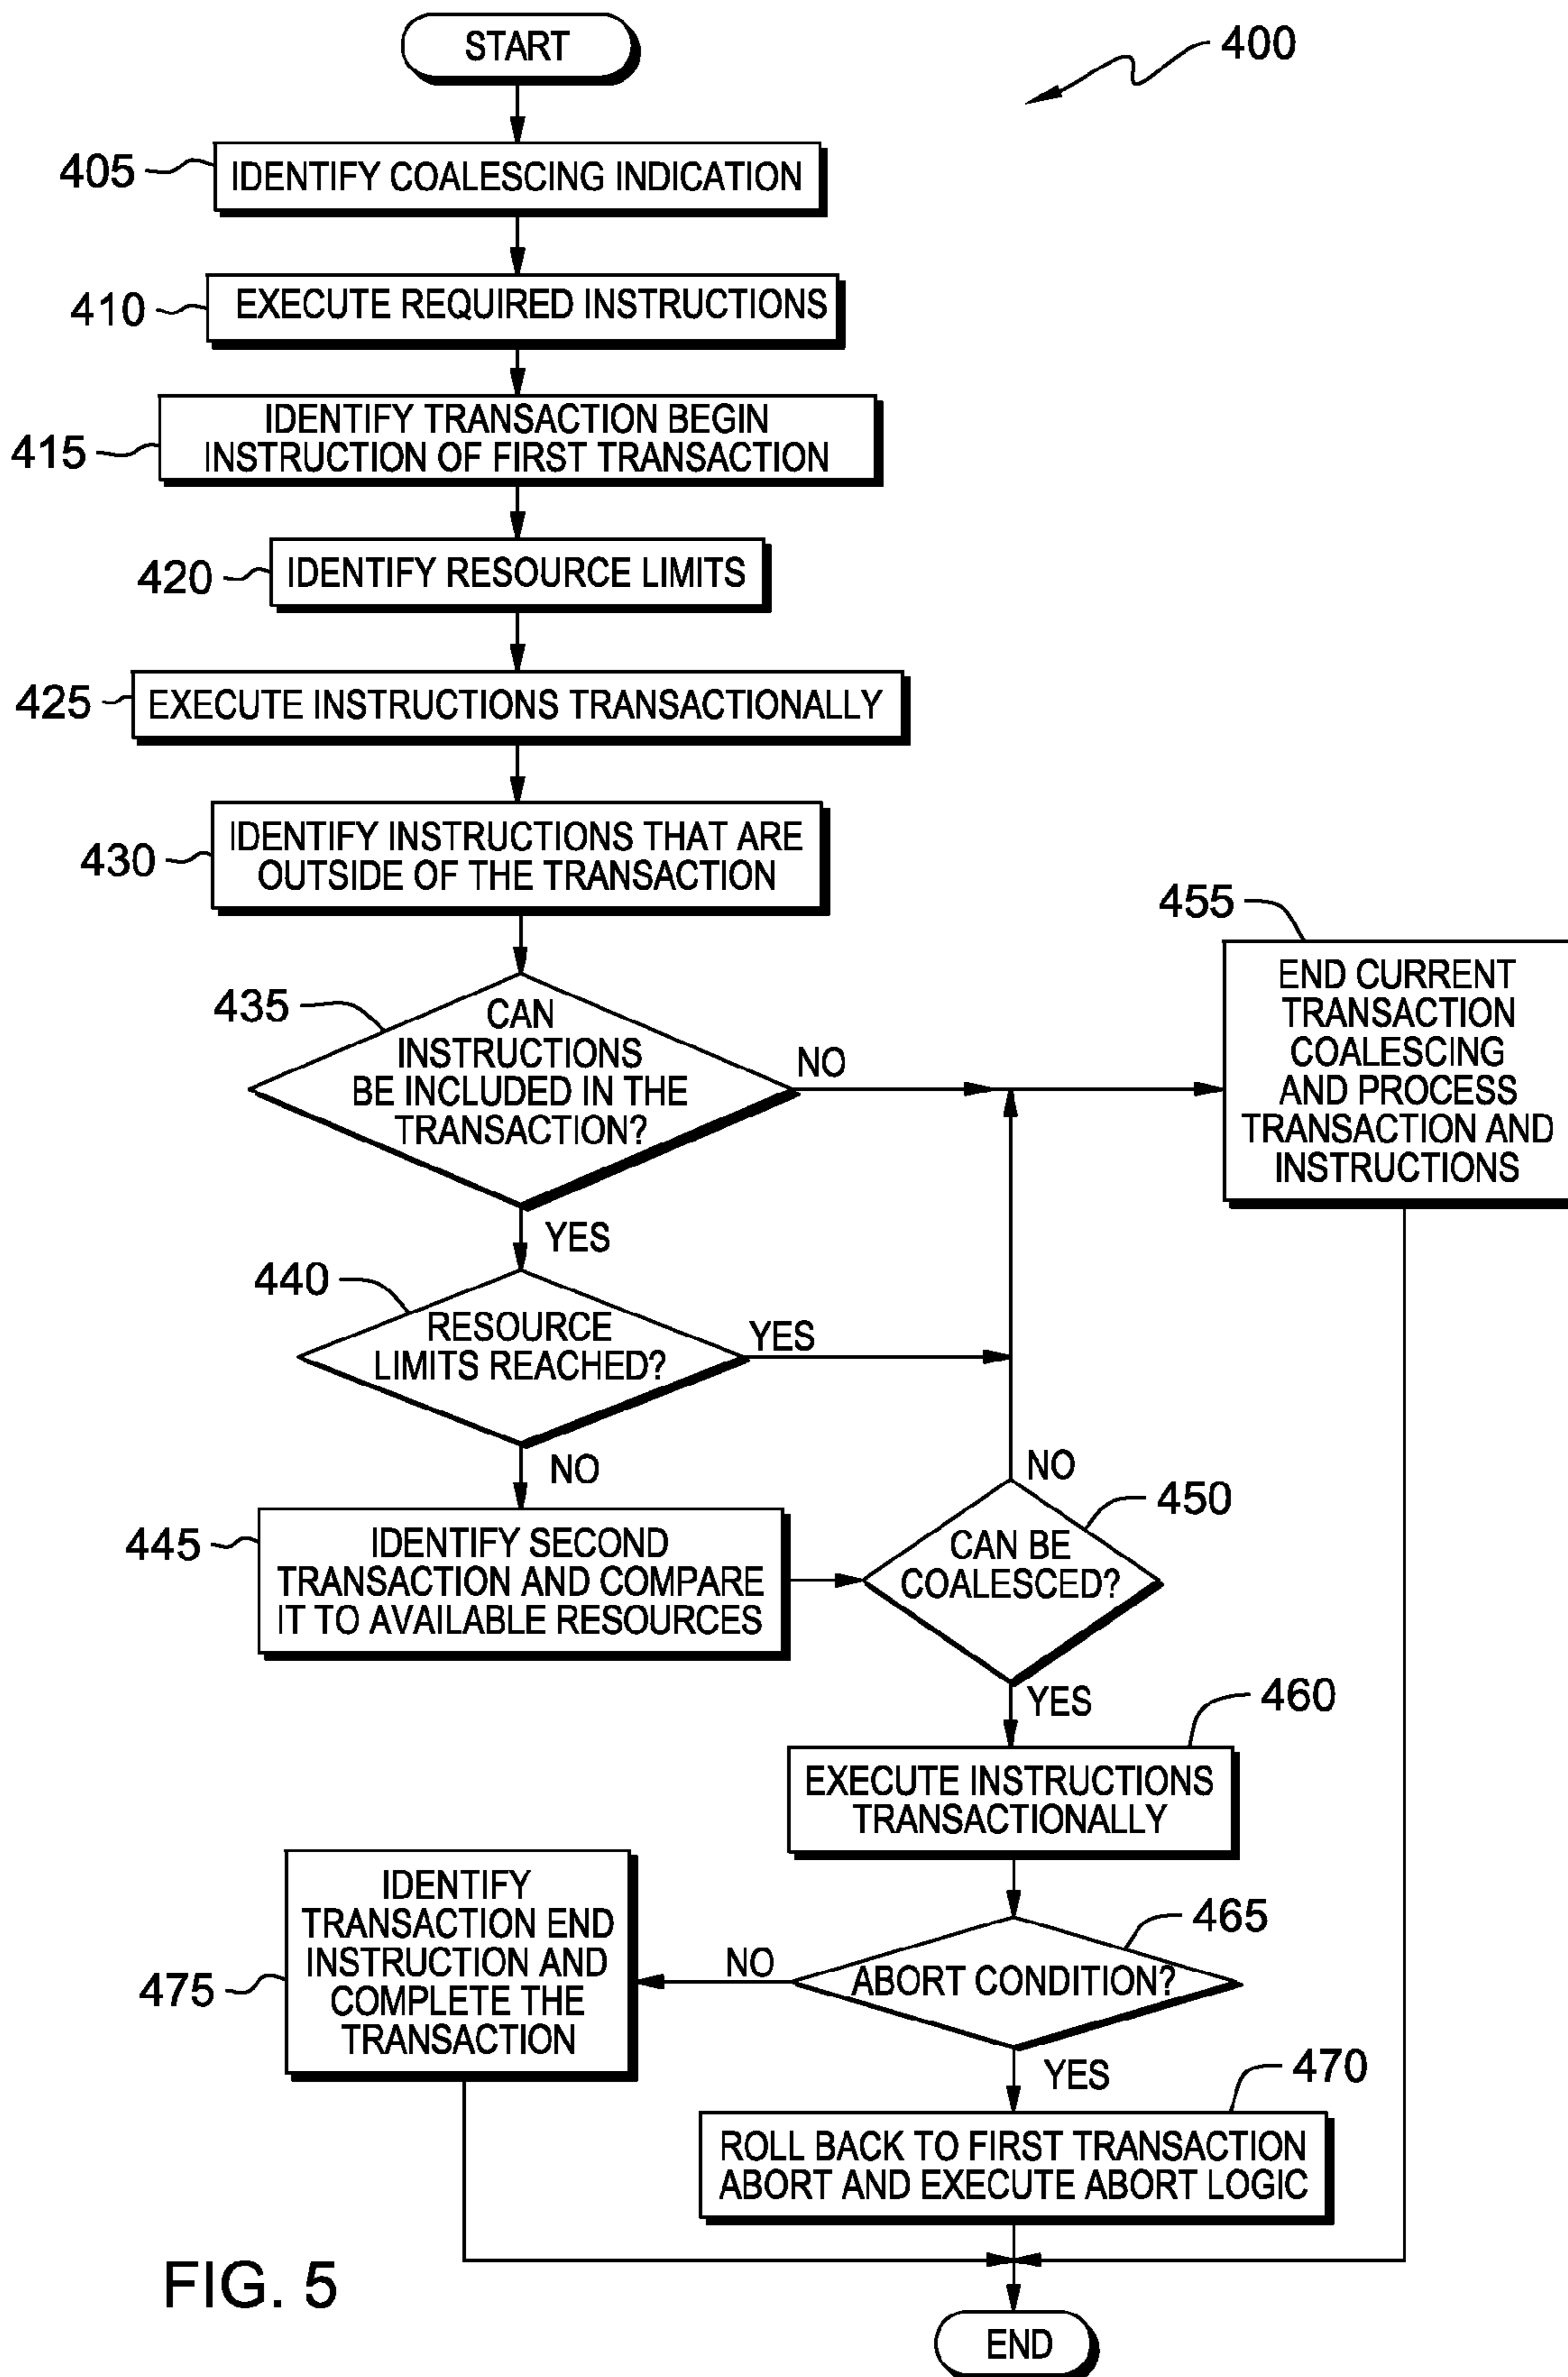 START
400
405
IDENTIFY COALESCING INDICATION
410
EXECUTE REQUIRED INSTRUCTIONS
415
IDENTIFY TRANSACTION BEGIN
INSTRUCTION OF FIRST TRANSACTION
420
IDENTIFY RESOURCE LIMITS
425
EXECUTE INSTRUCTIONS TRANSACTIONALLY
430
IDENTIFY INSTRUCTIONS THAT ARE
OUTSIDE OF THE TRANSACTION
435
CAN
INSTRUCTIONS
BE INCLUDED IN THE
TRANSACTION?
NO
455
END CURRENT
TRANSACTION
COALESCING
AND PROCESS
TRANSACTION AND
INSTRUCTIONS
YES
440
RESOURCE
LIMITS REACHED?
YES
NO
445
IDENTIFY SECOND
TRANSACTION AND COMPARE
IT TO AVAILABLE RESOURCES
NO
450
CAN BE
COALESCED?
YES
460
EXECUTE INSTRUCTIONS
TRANSACTIONALLY
465
ABORT CONDITION?
NO
475
IDENTIFY
TRANSACTION END
INSTRUCTION AND
COMPLETE THE
TRANSACTION
YES
470
ROLL BACK TO FIRST TRANSACTION
ABORT AND EXECUTE ABORT LOGIC
END
FIG. 5